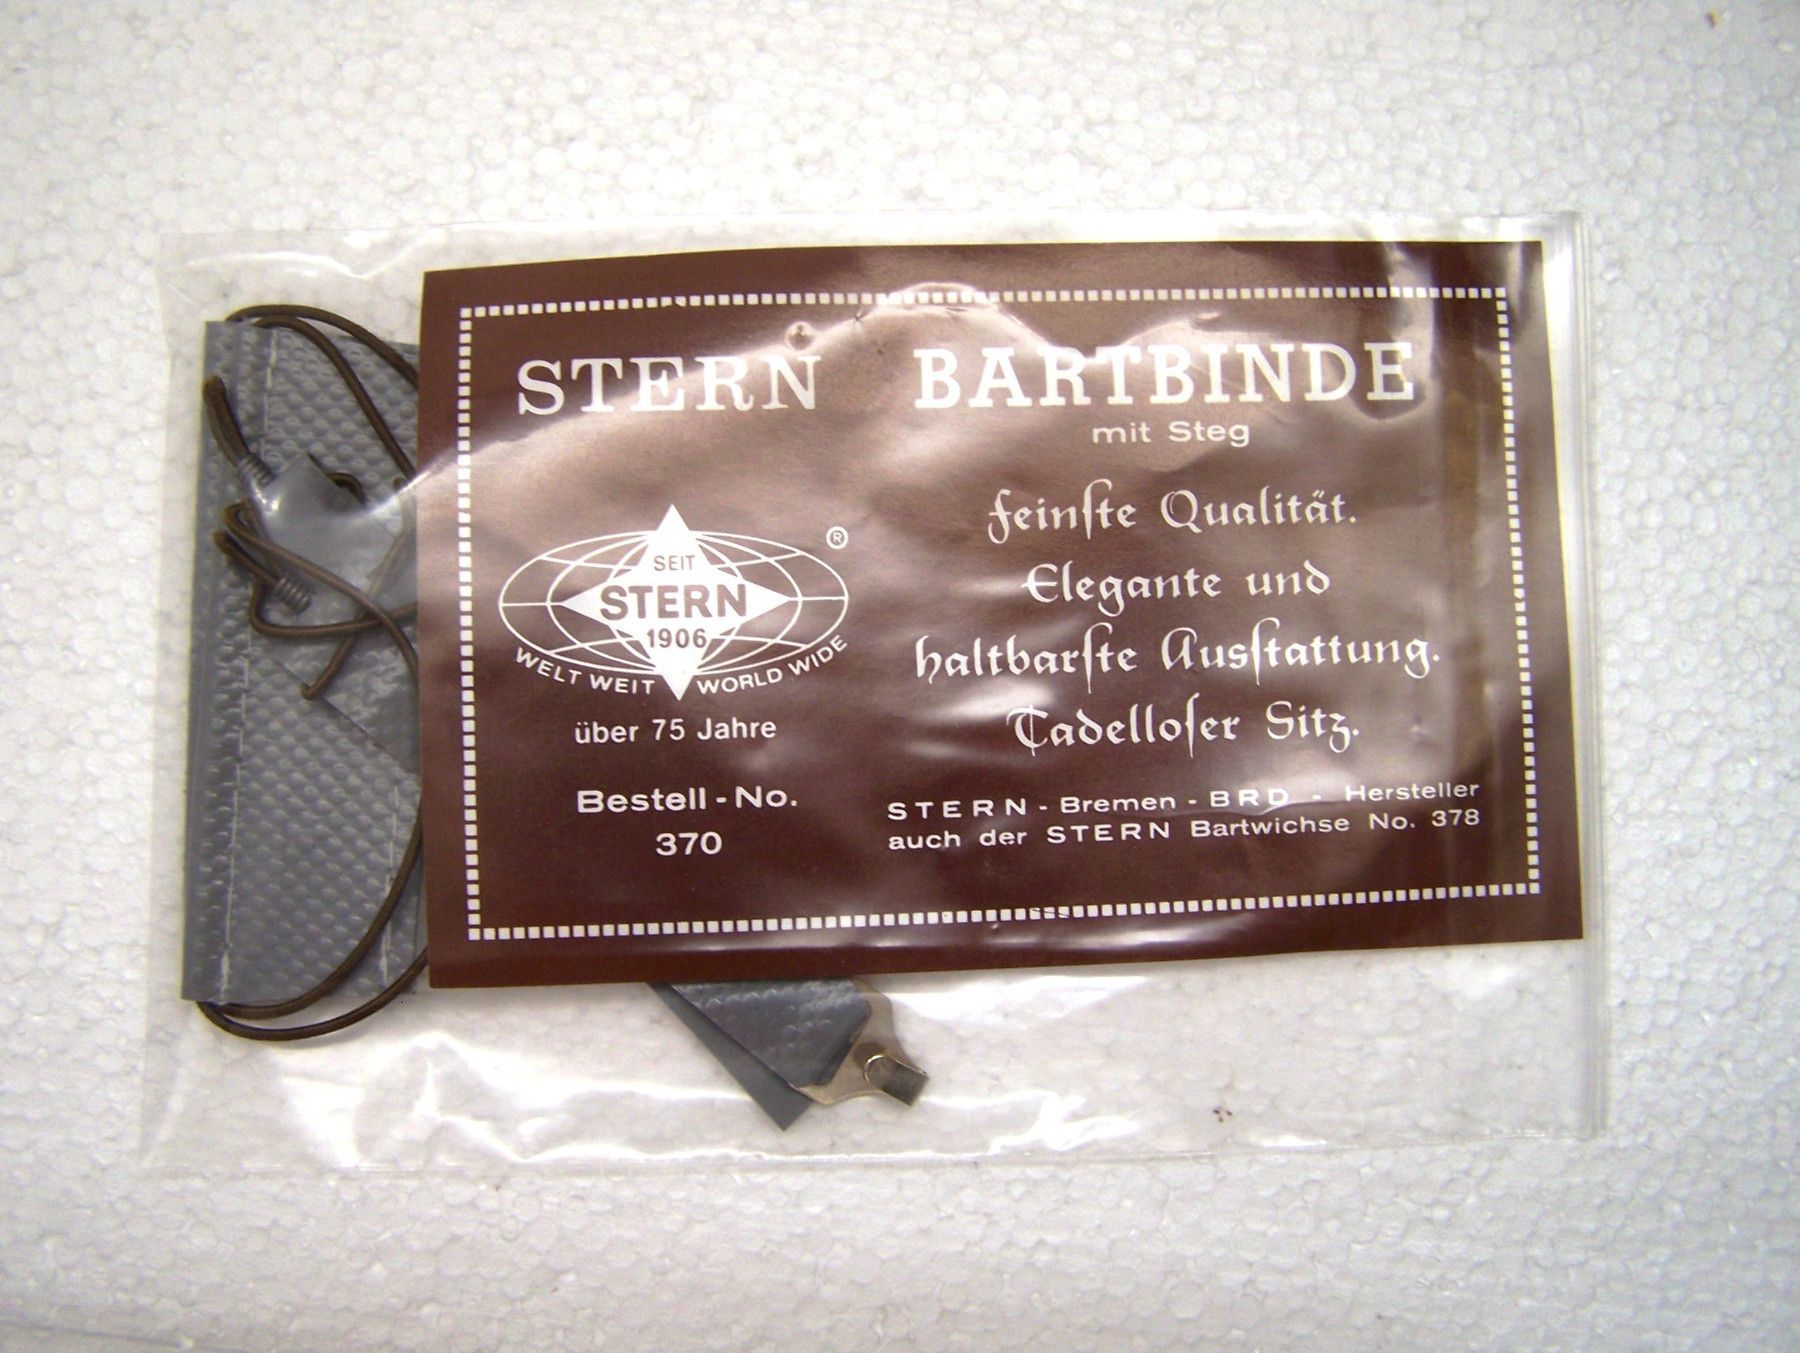 STERN BARTBINDE
mit Steg
feinſte Qualität.
Elegante und
haltbarſte Ausſtattung.
Tadelloſer Sitz.
SEIT
STERN
1906
®
WELT WEIT WORLD WIDE
über 75 Jahre
Bestell-No.
370
STERN - Bremen - BRD - Hersteller
auch der STERN Bartwichse No. 378